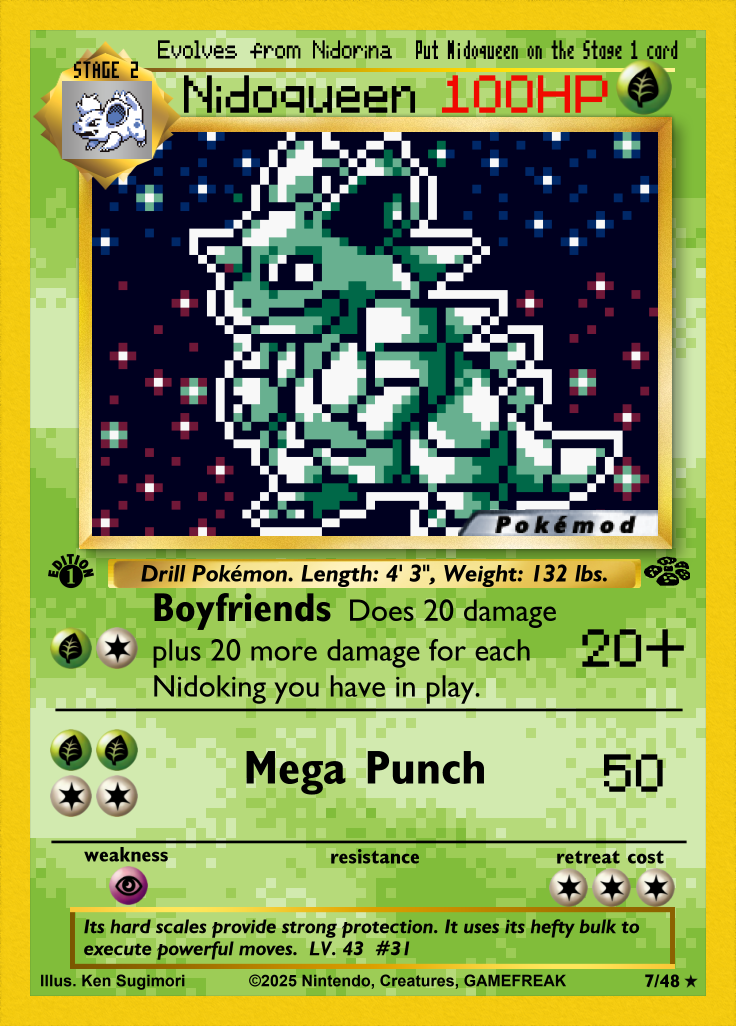 Evolves from Nidorina Put Nidoqueen on the Stage 1 card
STAGE 2
Nidoqueen 100HP
Pokémod
EDITION
1
Drill Pokémon. Length: 4' 3", Weight: 132 lbs.
Boyfriends Does 20 damage
plus 20 more damage for each
Nidoking you have in play.
20+
Mega Punch 50
weakness resistance retreat cost
Its hard scales provide strong protection. It uses its hefty bulk to
execute powerful moves. LV. 43 #31
Illus. Ken Sugimori ©2025 Nintendo, Creatures, GAMEFREAK 7/48 ★